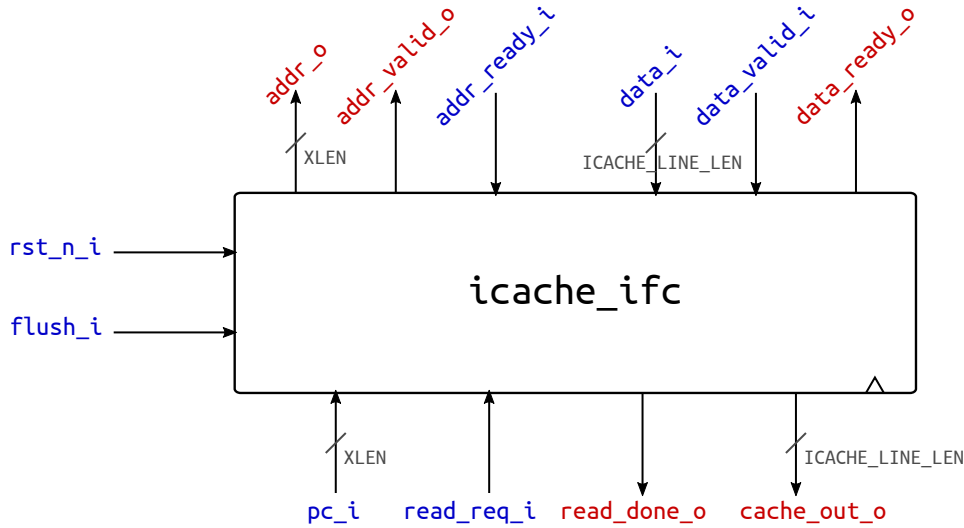 addr_o
addr_valid_o
addr_ready_i
data_i
data_valid_i
data_ready_o
XLEN
ICACHE_LINE_LEN
rst_n_i
icache_ifc
flush_i
XLEN
ICACHE_LINE_LEN
pc_i
read_req_i
read_done_o
cache_out_o